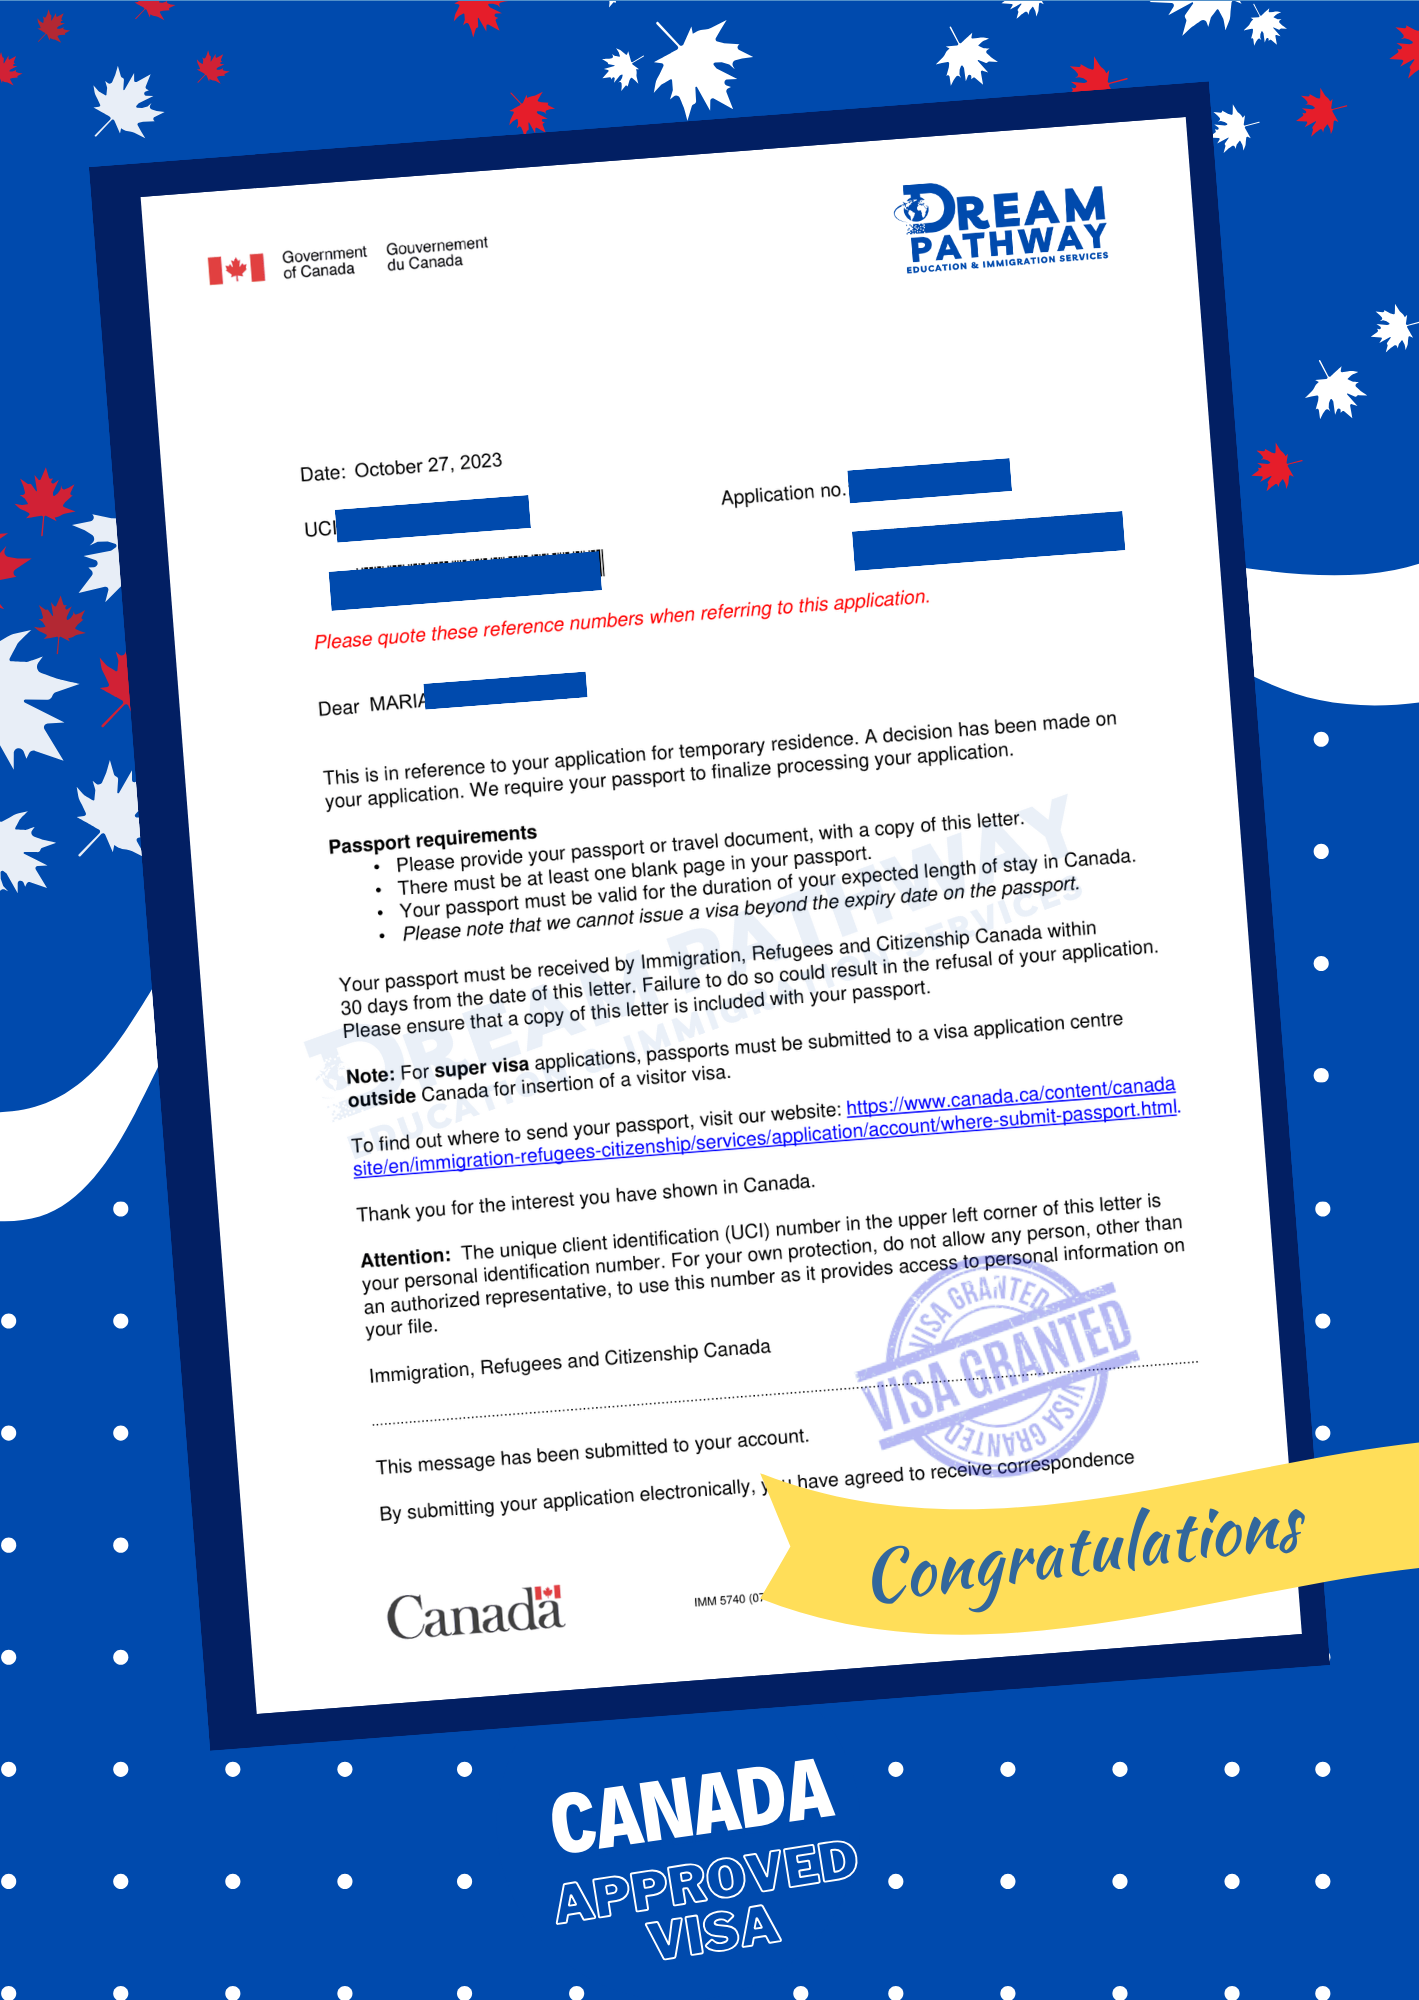 Government
of Canada
Gouvernement
du Canada
DREAM
PATHWAY
EDUCATION & IMMIGRATION SERVICES
Date: October 27, 2023
UCI
Application no.
Please quote these reference numbers when referring to this application.
Dear MARIA
This is in reference to your application for temporary residence. A decision has been made on
your application. We require your passport to finalize processing your application.
Passport requirements
• Please provide your passport or travel document, with a copy of this letter.
• There must be at least one blank page in your passport.
• Your passport must be valid for the duration of your expected length of stay in Canada.
• Please note that we cannot issue a visa beyond the expiry date on the passport.
Your passport must be received by Immigration, Refugees and Citizenship Canada within
30 days from the date of this letter. Failure to do so could result in the refusal of your application.
Please ensure that a copy of this letter is included with your passport.
Note: For super visa applications, passports must be submitted to a visa application centre
outside Canada for insertion of a visitor visa.
To find out where to send your passport, visit our website: https://www.canada.ca/content/canada
site/en/immigration-refugees-citizenship/services/application/account/where-submit-passport.html.
Thank you for the interest you have shown in Canada.
Attention: The unique client identification (UCI) number in the upper left corner of this letter is
your personal identification number. For your own protection, do not allow any person, other than
an authorized representative, to use this number as it provides access to personal information on
your file.
Immigration, Refugees and Citizenship Canada
This message has been submitted to your account.
By submitting your application electronically, you have agreed to receive correspondence
DREAM PATHWAY
EDUCATION & IMMIGRATION SERVICES
VISA GRANTED
VISA GRANTED
VISA GRANTED
Congratulations
Canada
IMM 5740 (07
CANADA
APPROVED
VISA